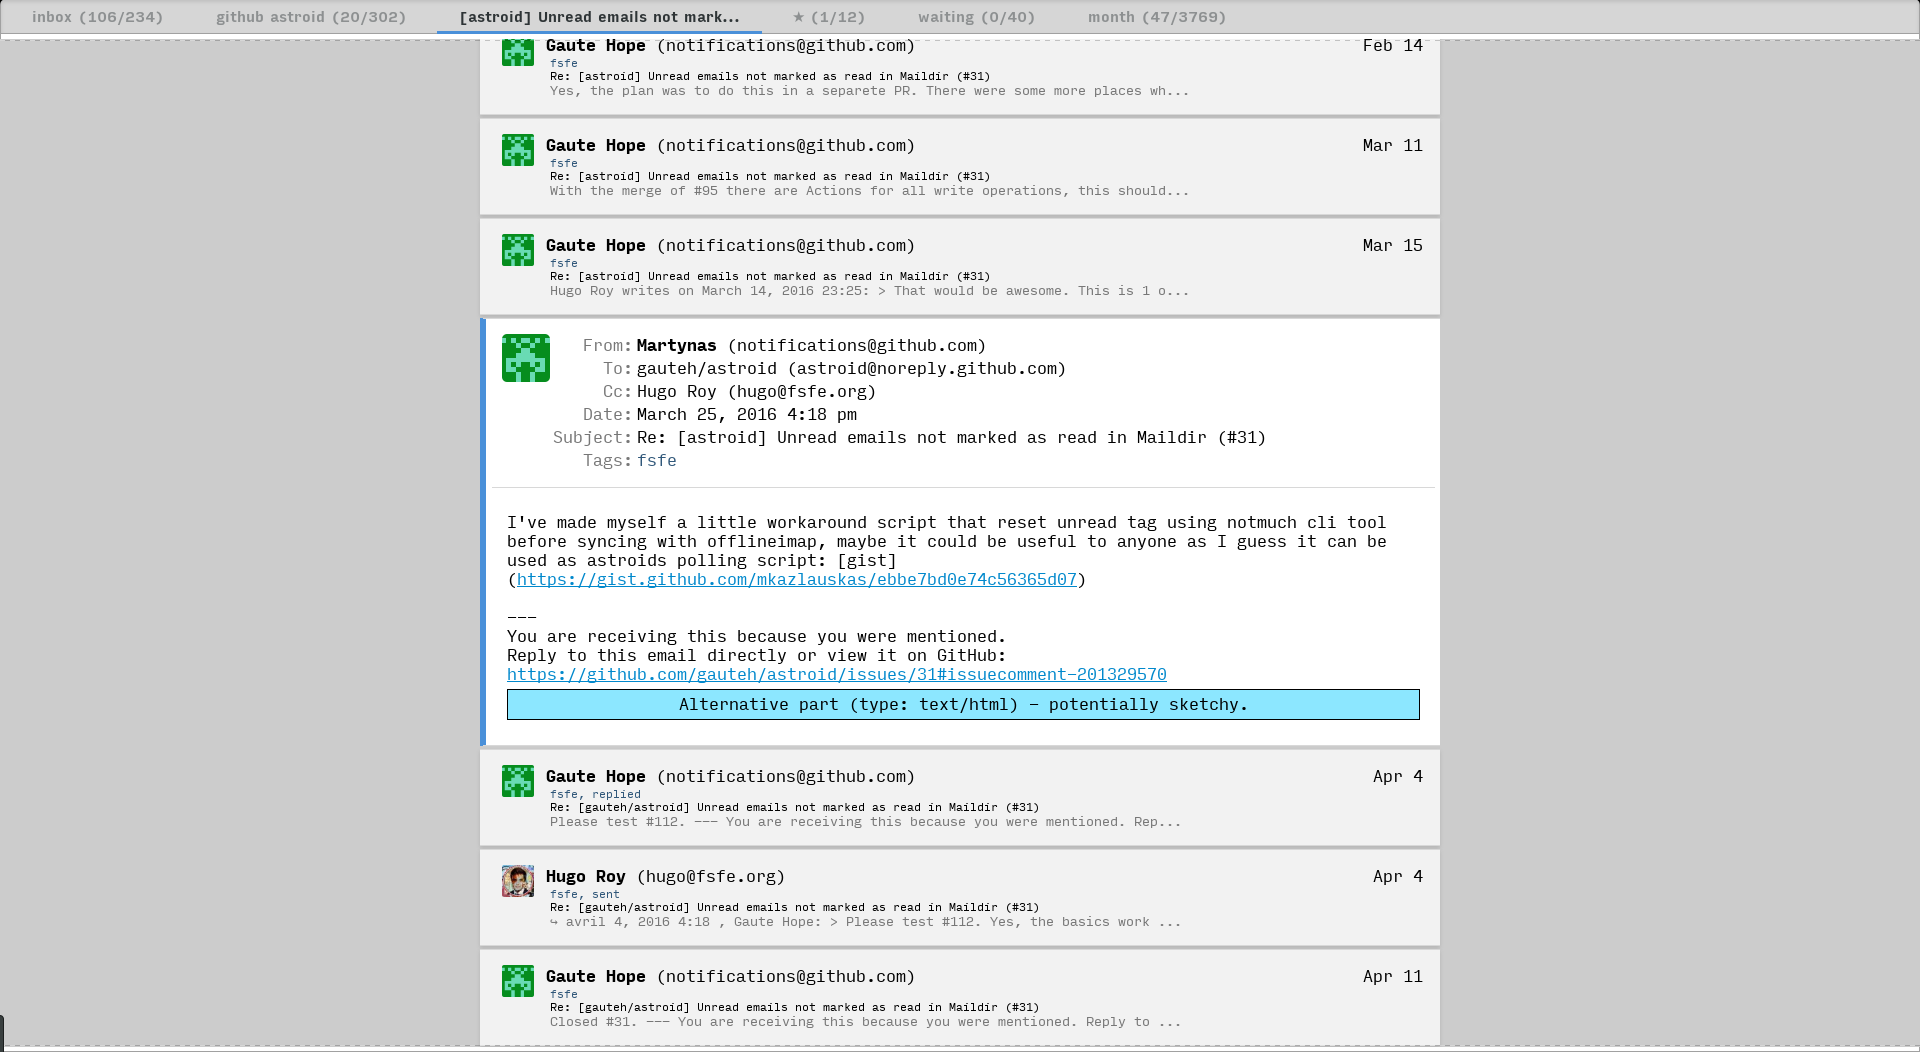 inbox (106/234) github astroid (20/302) [astroid] Unread emails not mark... ★ (1/12) waiting (0/40) month (47/3769)
Gaute Hope (notifications@github.com) Feb 14
fsfe
Re: [astroid] Unread emails not marked as read in Maildir (#31)
Yes, the plan was to do this in a separete PR. There were some more places wh...
Gaute Hope (notifications@github.com) Mar 11
fsfe
Re: [astroid] Unread emails not marked as read in Maildir (#31)
With the merge of #95 there are Actions for all write operations, this should...
Gaute Hope (notifications@github.com) Mar 15
fsfe
Re: [astroid] Unread emails not marked as read in Maildir (#31)
Hugo Roy writes on March 14, 2016 23:25: > That would be awesome. This is 1 o...
From: Martynas (notifications@github.com)
To: gauteh/astroid (astroid@noreply.github.com)
Cc: Hugo Roy (hugo@fsfe.org)
Date: March 25, 2016 4:18 pm
Subject: Re: [astroid] Unread emails not marked as read in Maildir (#31)
Tags: fsfe
I've made myself a little workaround script that reset unread tag using notmuch cli tool
before syncing with offlineimap, maybe it could be useful to anyone as I guess it can be
used as astroids polling script: [gist]
(https://gist.github.com/mkazlauskas/ebbe7bd0e74c56365d07)
---
You are receiving this because you were mentioned.
Reply to this email directly or view it on GitHub:
https://github.com/gauteh/astroid/issues/31#issuecomment-201329570
Alternative part (type: text/html) - potentially sketchy.
Gaute Hope (notifications@github.com) Apr 4
fsfe, replied
Re: [gauteh/astroid] Unread emails not marked as read in Maildir (#31)
Please test #112. --- You are receiving this because you were mentioned. Rep...
Hugo Roy (hugo@fsfe.org) Apr 4
fsfe, sent
Re: [gauteh/astroid] Unread emails not marked as read in Maildir (#31)
↪ avril 4, 2016 4:18 , Gaute Hope: > Please test #112. Yes, the basics work ...
Gaute Hope (notifications@github.com) Apr 11
fsfe
Re: [gauteh/astroid] Unread emails not marked as read in Maildir (#31)
Closed #31. --- You are receiving this because you were mentioned. Reply to ...